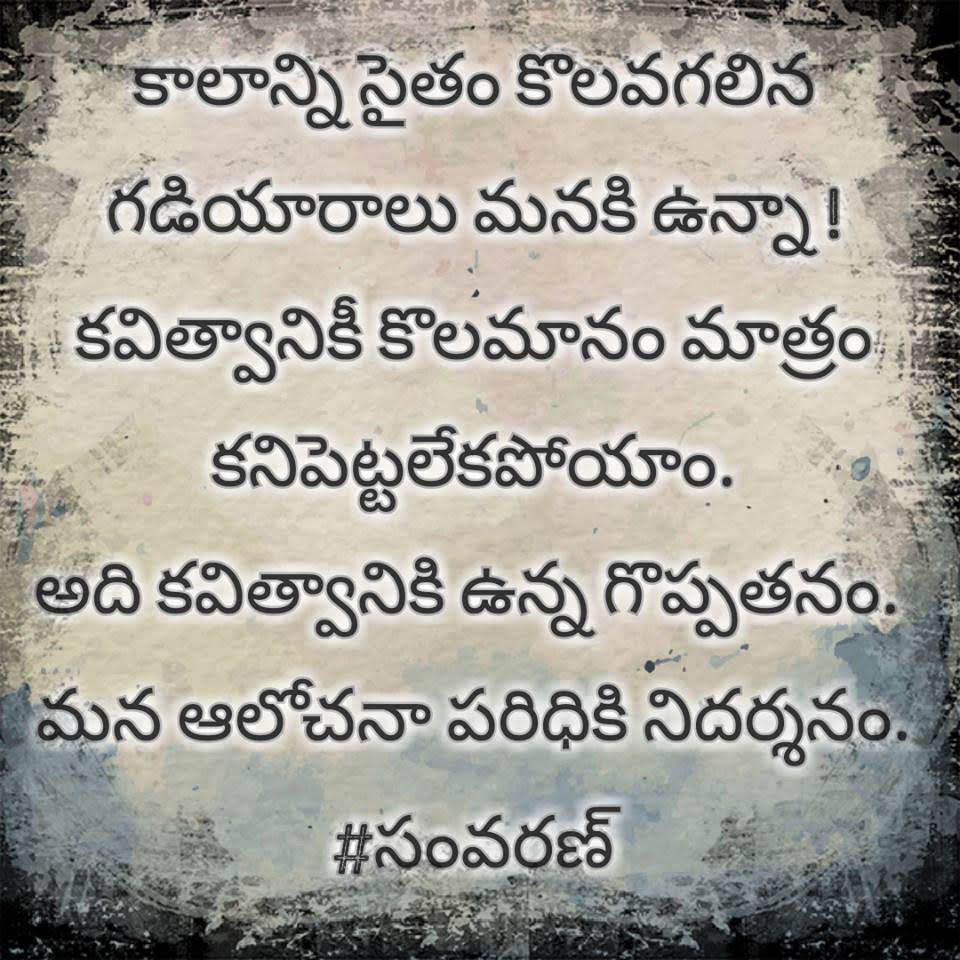 కాలాన్ని సైతం కొలవగలిన
గడియారాలు మనకి ఉన్నా !
కవిత్వానికీ కొలమానం మాత్రం
కనిపెట్టలేకపోయాం.
అది కవిత్వానికి ఉన్న గొప్పతనం.
మన ఆలోచనా పరిధికి నిదర్శనం.
#సంవరణ్